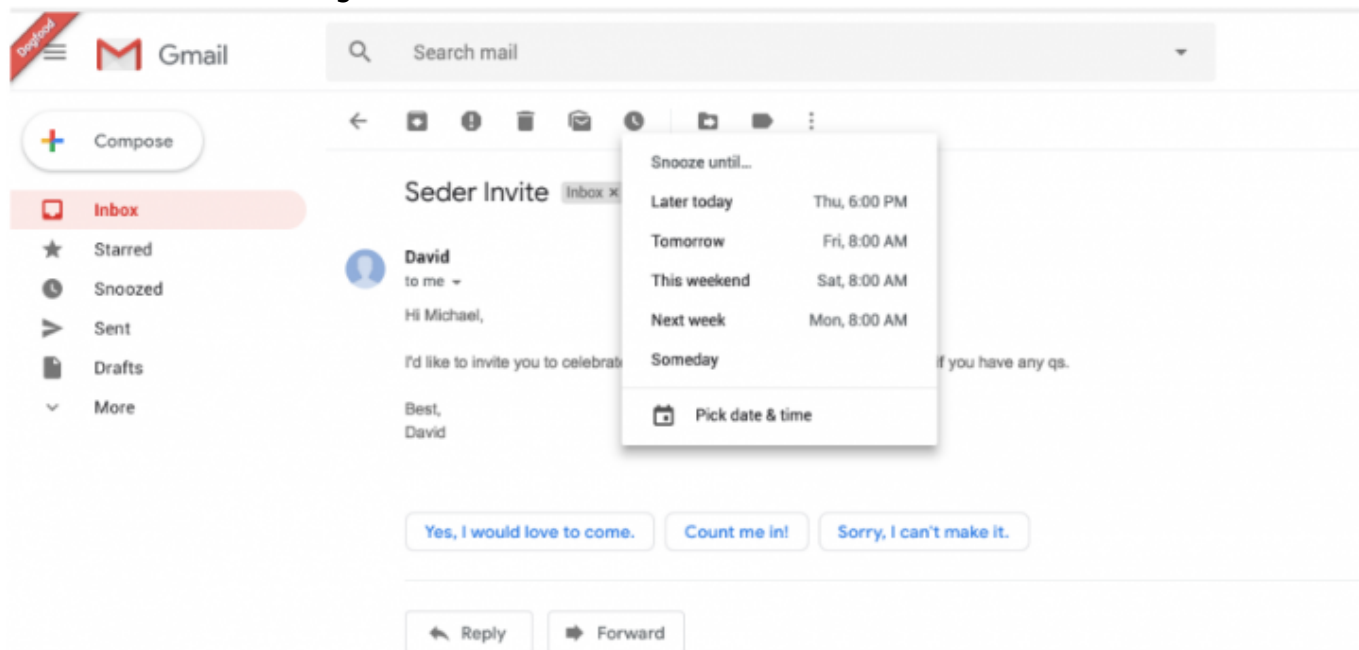 Dogfood
Gmail
Search mail
Compose
Inbox
Starred
Snoozed
Sent
Drafts
More
Seder Invite Inbox ×
David
to me
Hi Michael,
I'd like to invite you to celebrate if you have any qs.
Best,
David
Snooze until...
Later today Thu, 6:00 PM
Tomorrow Fri, 8:00 AM
This weekend Sat, 8:00 AM
Next week Mon, 8:00 AM
Someday
Pick date & time
Yes, I would love to come. Count me in! Sorry, I can't make it.
Reply Forward